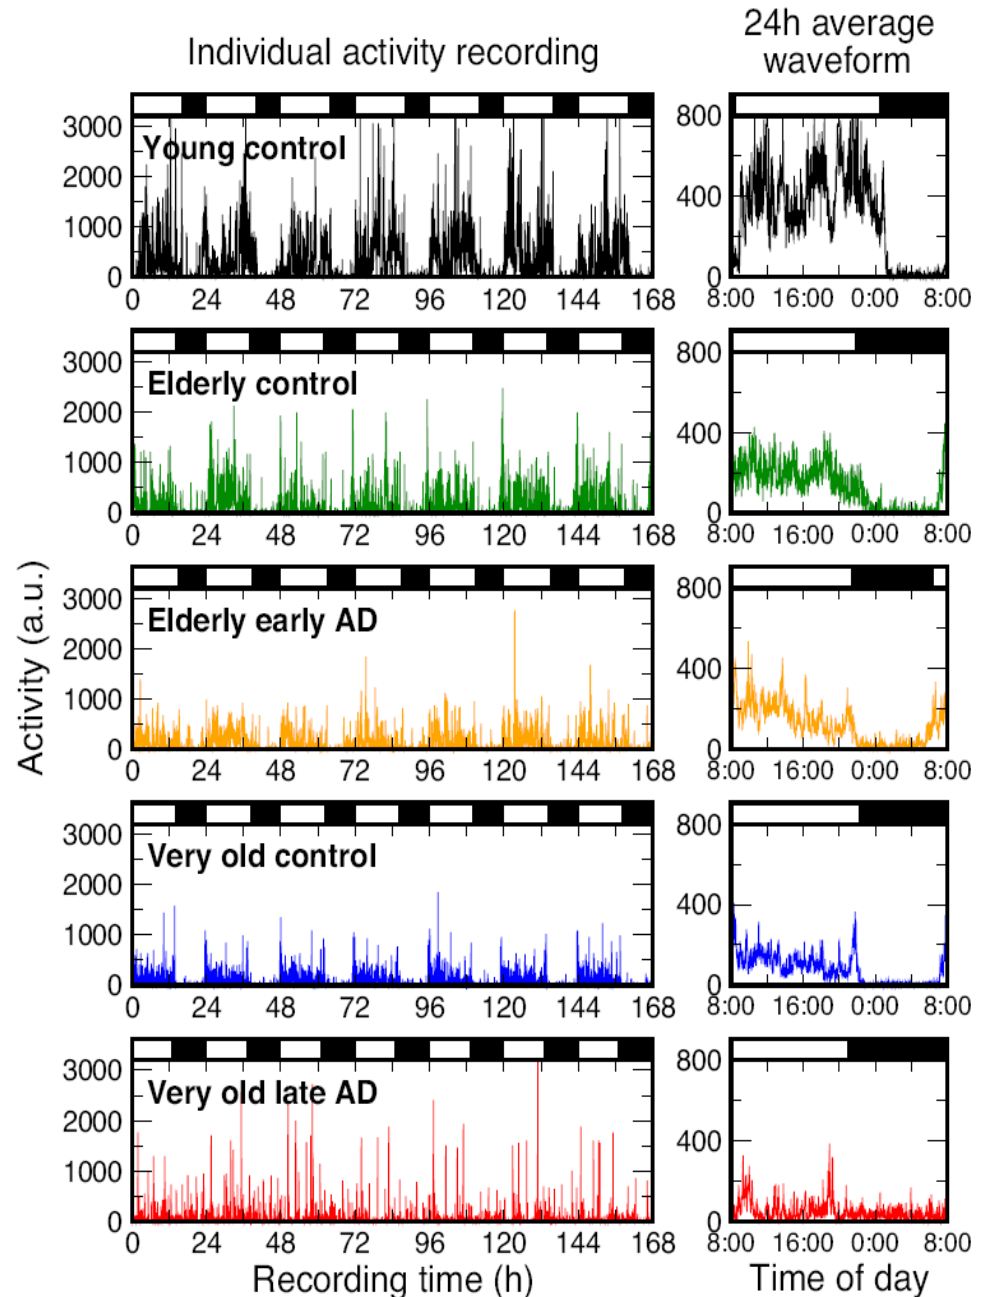 Individual activity recording
24h average
waveform
Young control
3000
2000
1000
0
0 24 48 72 96 120 144 168
800
400
0
8:00 16:00 0:00 8:00
Elderly control
3000
2000
1000
0
0 24 48 72 96 120 144 168
800
400
0
8:00 16:00 0:00 8:00
Elderly early AD
3000
2000
1000
0
0 24 48 72 96 120 144 168
800
400
0
8:00 16:00 0:00 8:00
Very old control
3000
2000
1000
0
0 24 48 72 96 120 144 168
800
400
0
8:00 16:00 0:00 8:00
Very old late AD
3000
2000
1000
0
0 24 48 72 96 120 144 168
800
400
0
8:00 16:00 0:00 8:00
Activity (a.u.)
Recording time (h)
Time of day